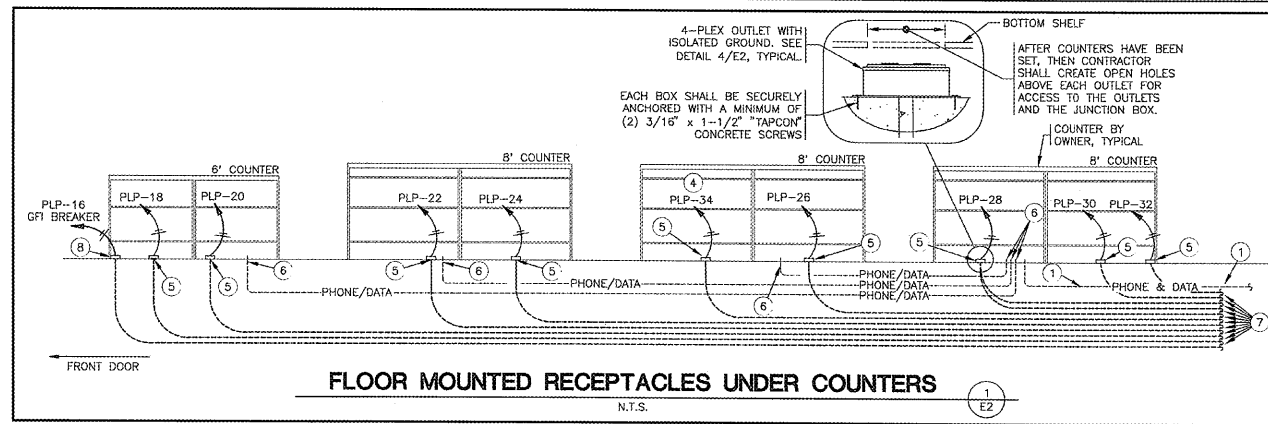 4-PLEX OUTLET WITH
ISOLATED GROUND. SEE
DETAIL 4/E2, TYPICAL.
EACH BOX SHALL BE SECURELY
ANCHORED WITH A MINIMUM OF
(2) 3/16" x 1-1/2" "TAPCON"
CONCRETE SCREWS
BOTTOM SHELF
AFTER COUNTERS HAVE BEEN
SET, THEN CONTRACTOR
SHALL CREATE OPEN HOLES
ABOVE EACH OUTLET FOR
ACCESS TO THE OUTLETS
AND THE JUNCTION BOX.
COUNTER BY
OWNER, TYPICAL
6' COUNTER
8' COUNTER
8' COUNTER
8' COUNTER
PLP-16
GFI BREAKER
PLP-18
PLP-20
PLP-22
PLP-24
4
PLP-34
PLP-26
PLP-28
PLP-30
PLP-32
6
8
5
5
6
5
6
5
5
6
5
5
5
5
1
1
PHONE/DATA
PHONE/DATA
PHONE/DATA
PHONE/DATA
PHONE/DATA
PHONE & DATA
7
FRONT DOOR
FLOOR MOUNTED RECEPTACLES UNDER COUNTERS
N.T.S.
1
E2